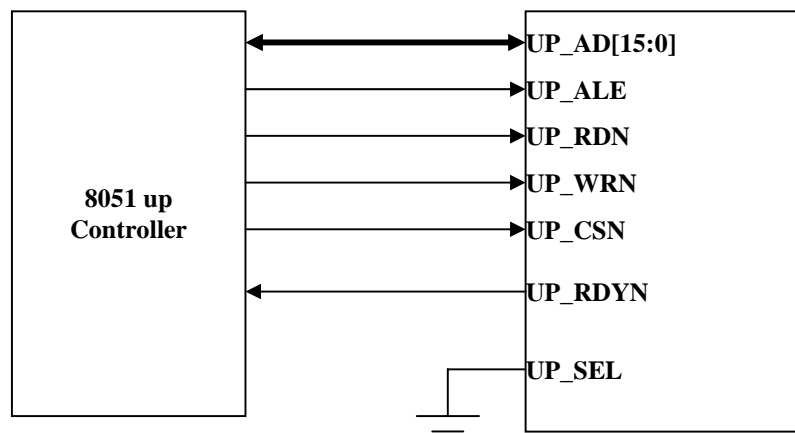 UP_AD[15:0]
UP_ALE
UP_RDN
UP_WRN
8051 up
Controller
UP_CSN
UP_RDYN
UP_SEL